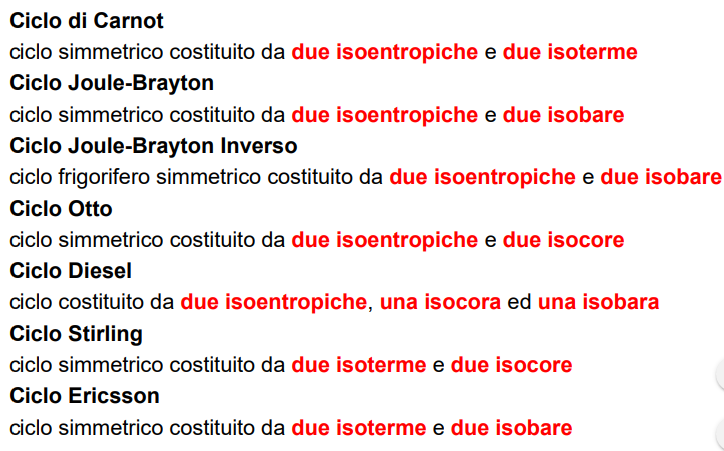 Ciclo di Carnot
ciclo simmetrico costituito da due isoentropiche e due isoterme
Ciclo Joule-Brayton
ciclo simmetrico costituito da due isoentropiche e due isobare
Ciclo Joule-Brayton Inverso
ciclo frigorifero simmetrico costituito da due isoentropiche e due isobare
Ciclo Otto
ciclo simmetrico costituito da due isoentropiche e due isocore
Ciclo Diesel
ciclo costituito da due isoentropiche, una isocora ed una isobara
Ciclo Stirling
ciclo simmetrico costituito da due isoterme e due isocore
Ciclo Ericsson
ciclo simmetrico costituito da due isoterme e due isobare